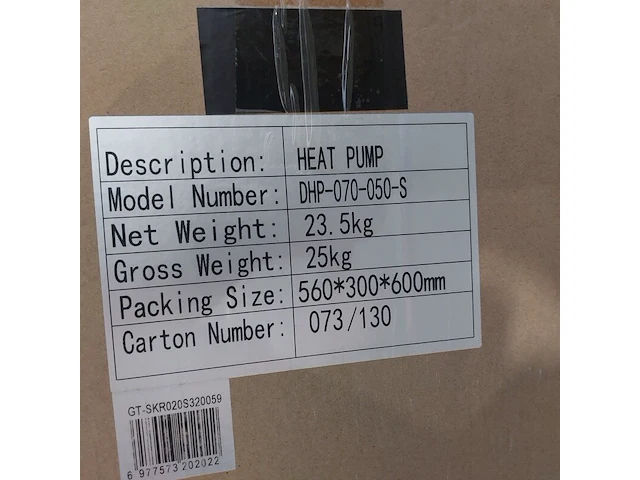 Description: HEAT PUMP
Model Number: DHP-070-050-S
Net Weight: 23.5kg
Gross Weight: 25kg
Packing Size: 560*300*600mm
Carton Number: 073/130
GT-SKR020S320059
6 977573 202022